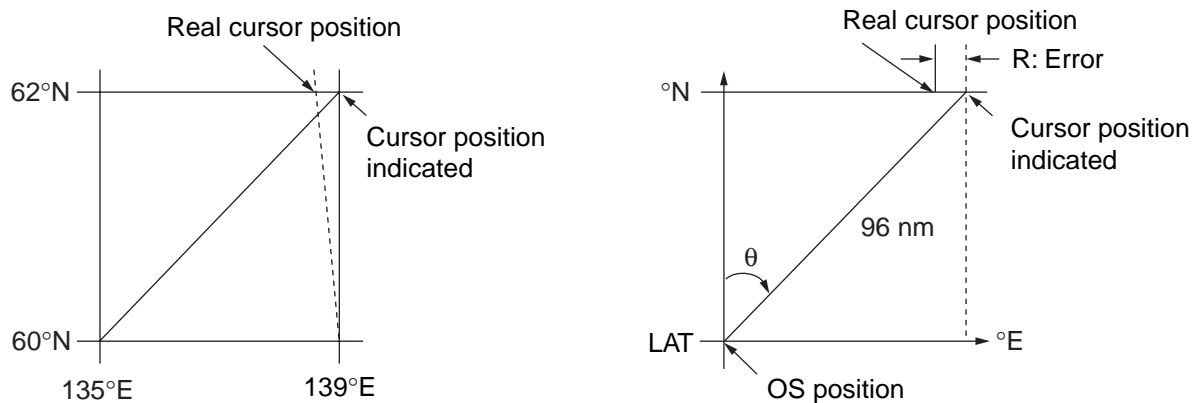 Real cursor position
62°N
Cursor position
indicated
60°N
135°E
139°E
Real cursor position
R: Error
°N
Cursor position
indicated
96 nm
θ
LAT
°E
OS position